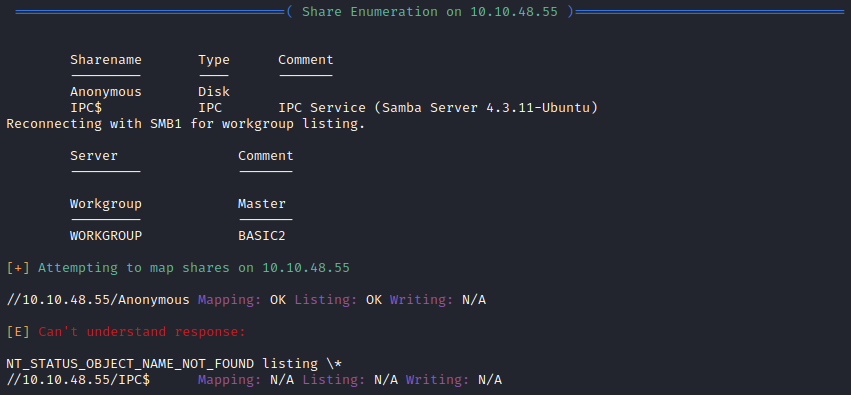 ( Share Enumeration on 10.10.48.55 )
Sharename Type Comment
--------- ---- -------
Anonymous Disk
IPC$ IPC IPC Service (Samba Server 4.3.11-Ubuntu)
Reconnecting with SMB1 for workgroup listing.
Server Comment
--------- -------
Workgroup Master
--------- -------
WORKGROUP BASIC2
[+] Attempting to map shares on 10.10.48.55
//10.10.48.55/Anonymous Mapping: OK Listing: OK Writing: N/A
[E] Can't understand response:
NT_STATUS_OBJECT_NAME_NOT_FOUND listing \*
//10.10.48.55/IPC$ Mapping: N/A Listing: N/A Writing: N/A